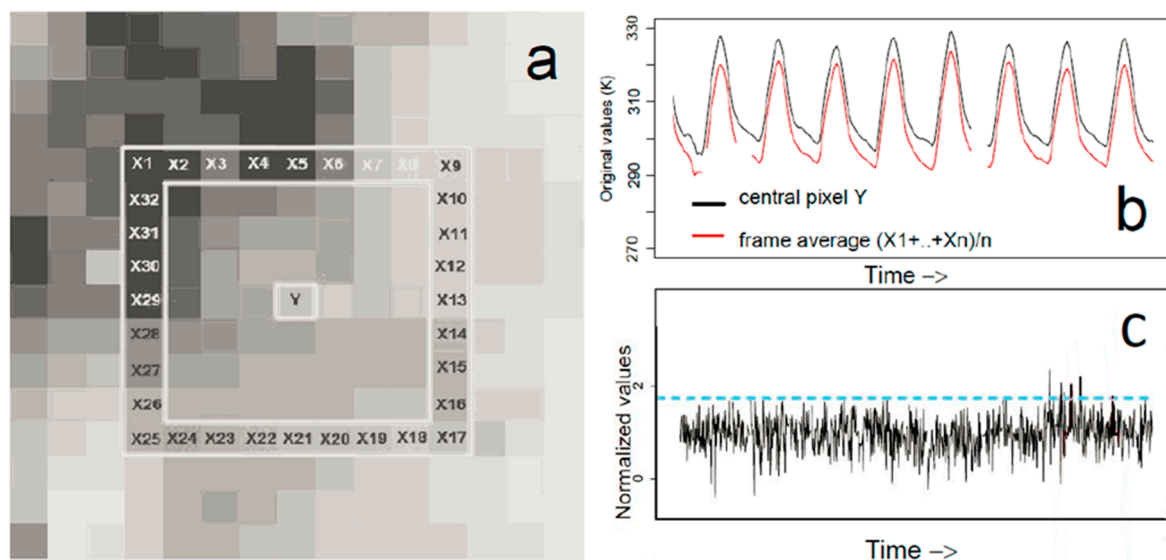 a
X1 X2 X3 X4 X5 X6 X7 X8 X9
X32 X10
X31 X11
X30 X12
X29 Y X13
X28 X14
X27 X15
X26 X16
X25 X24 X23 X22 X21 X20 X19 X18 X17
b
Original values (K)
330
310
290
270
central pixel Y
frame average (X1+..+Xn)/n
Time –>
c
Normalized values
2
0
Time –>